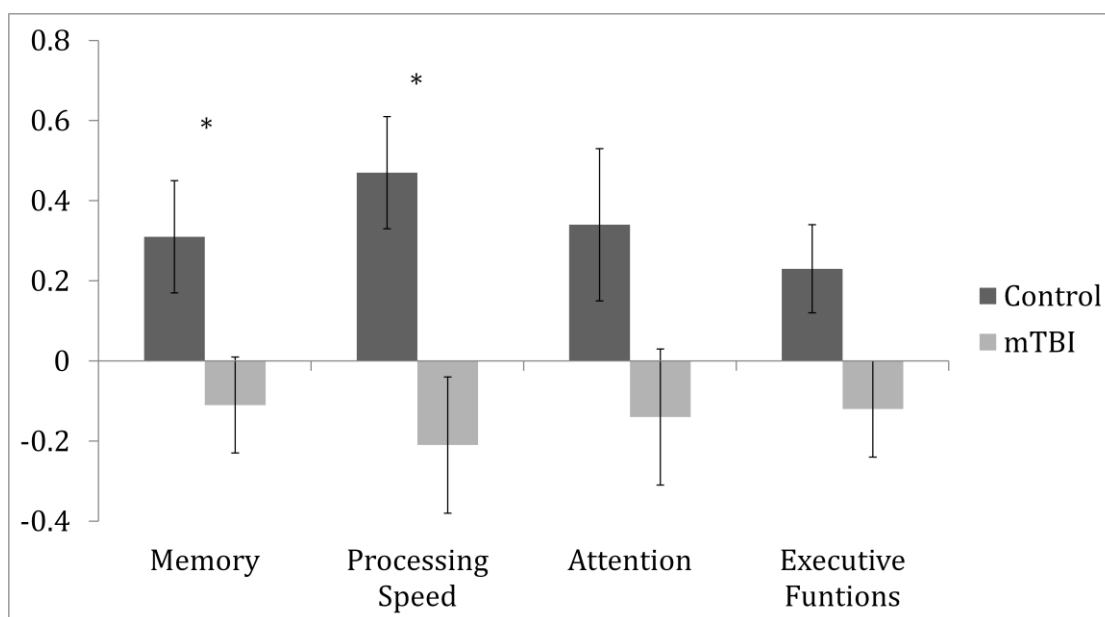 0.8
0.6
0.4
0.2
0
-0.2
-0.4
*
*
Memory
Processing
Speed
Attention
Executive
Funtions
Control
mTBI